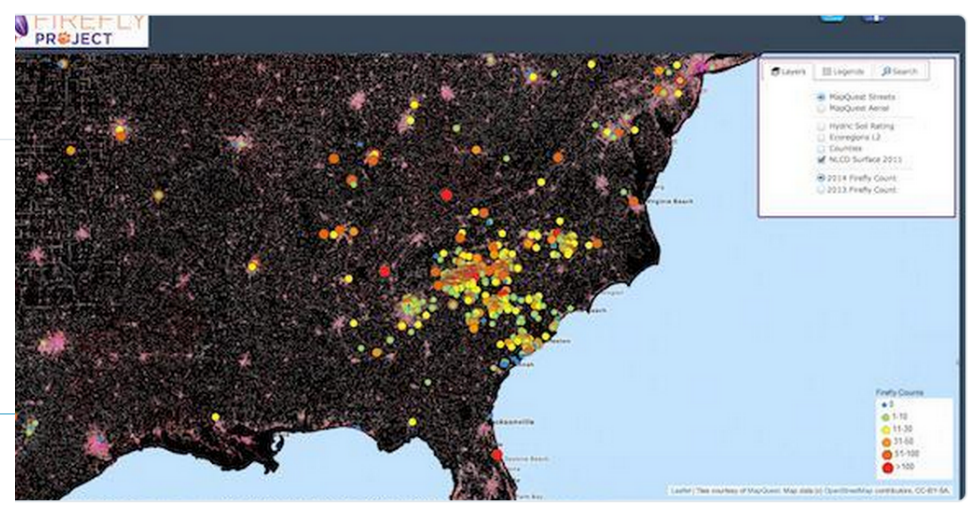 FIREFLY
PROJECT
Layers
Legends
Search
MapQuest Streets
MapQuest Aerial
Hydric Soil Rating
Ecoregions L2
Counties
NLCD Surface 2011
2014 Firefly Count
2013 Firefly Count
Virginia Beach
Daytona Beach
Firefly Counts
0
1-10
11-30
31-50
51-100
>100
Leaflet | Tiles courtesy of MapQuest. Map data (c) OpenStreetMap contributors, CC-BY-SA.